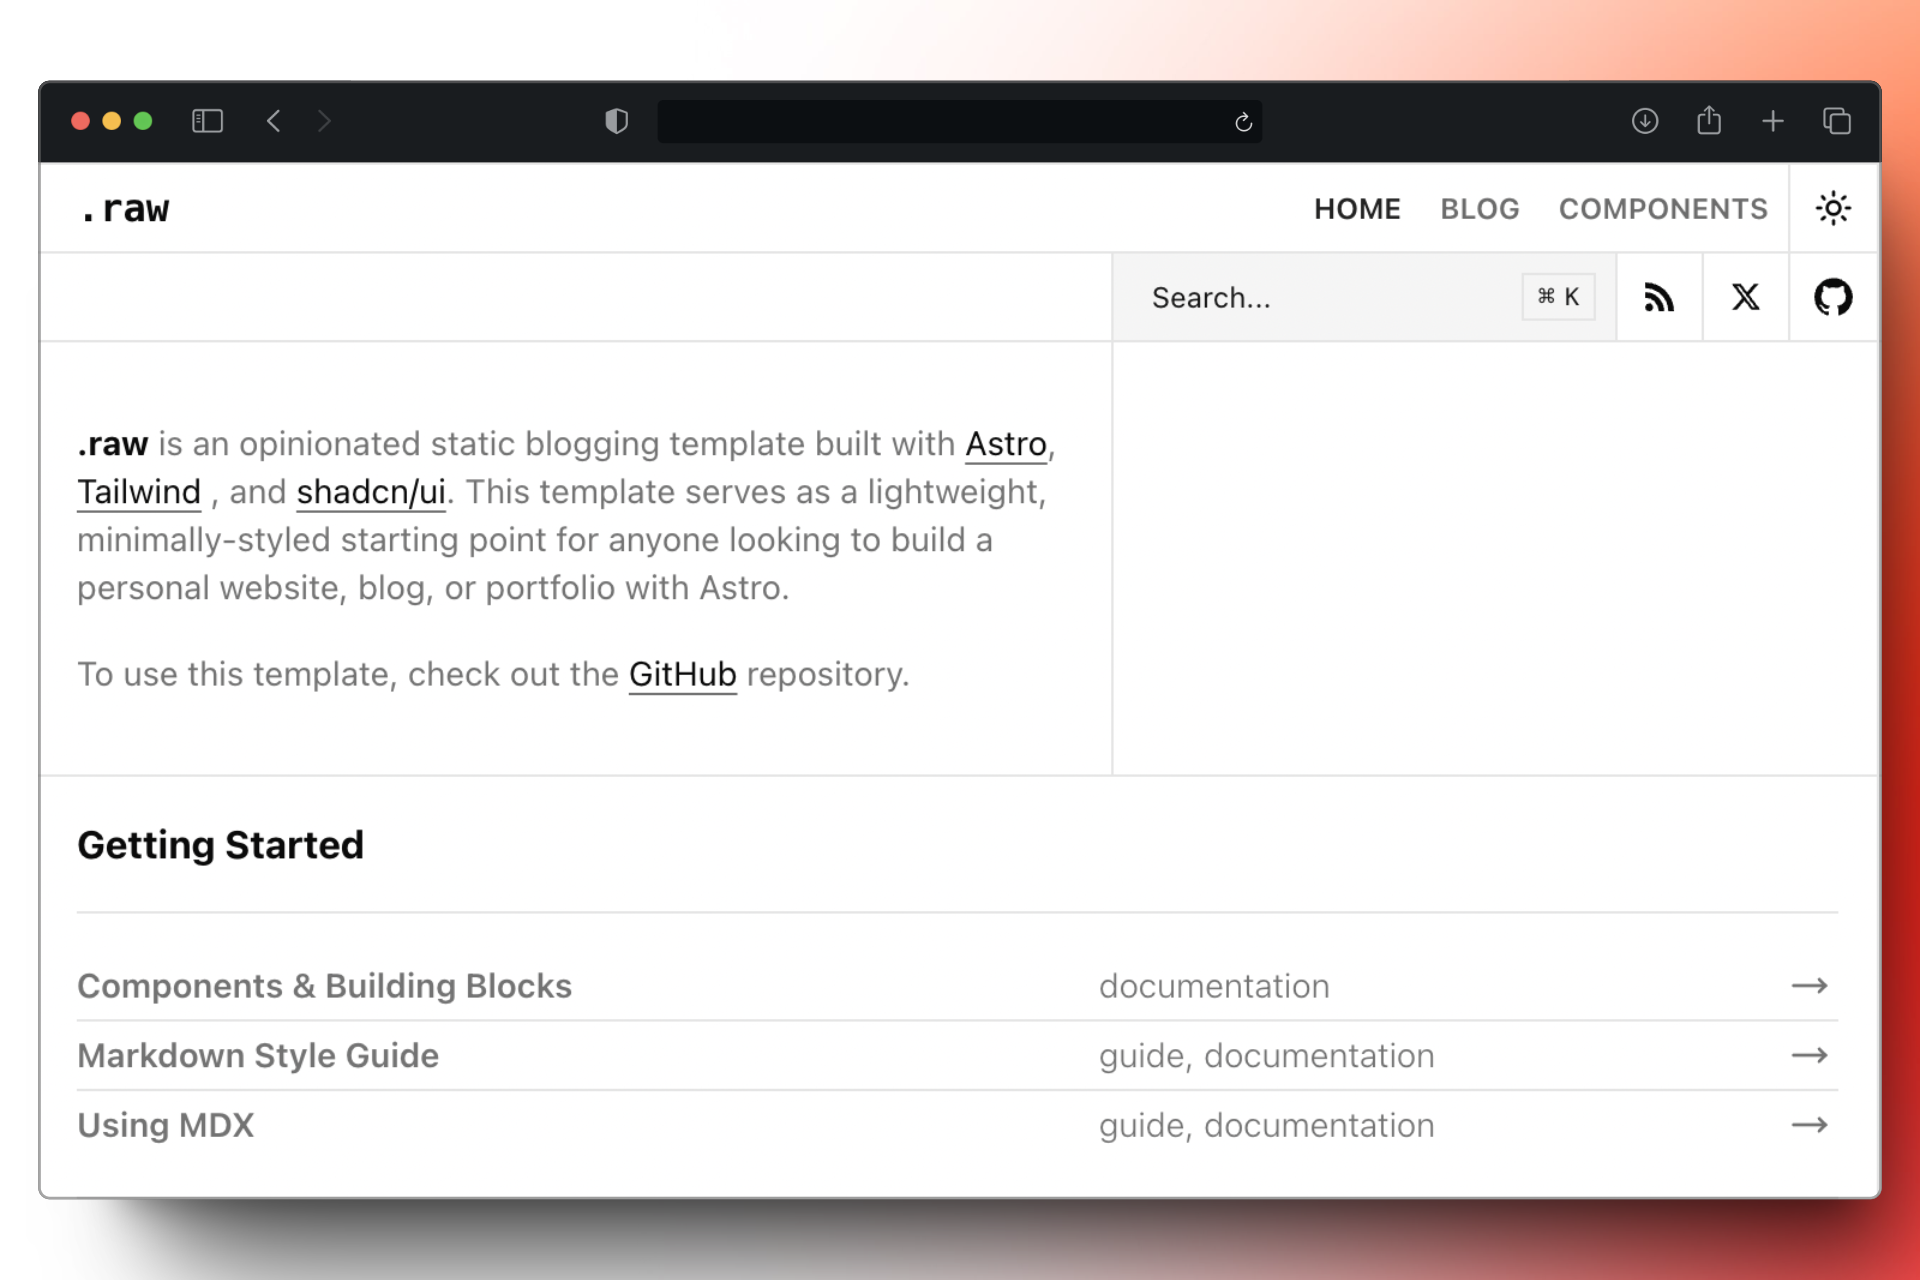 .raw
HOME BLOG COMPONENTS
Search...
⌘ K
.raw is an opinionated static blogging template built with Astro,
Tailwind , and shadcn/ui. This template serves as a lightweight,
minimally-styled starting point for anyone looking to build a
personal website, blog, or portfolio with Astro.
To use this template, check out the GitHub repository.
Getting Started
Components & Building Blocks documentation
Markdown Style Guide guide, documentation
Using MDX guide, documentation